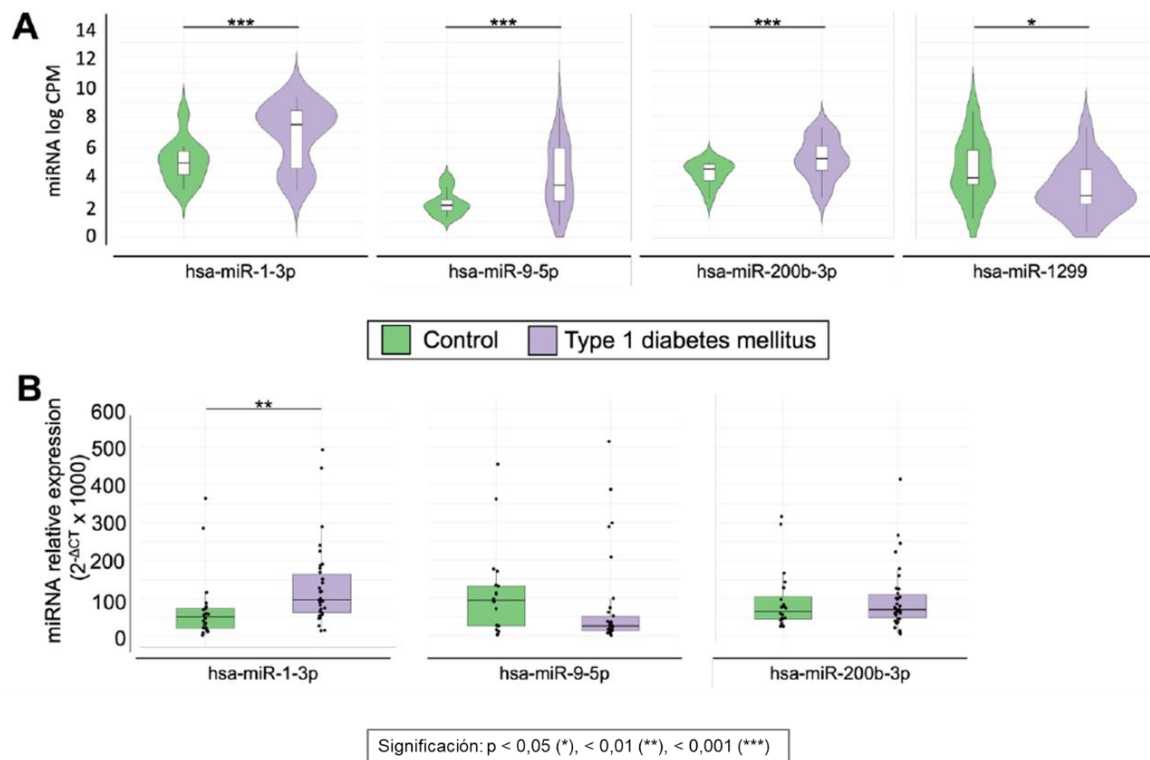 A
miRNA log CPM
14
12
10
8
6
4
2
0
***
***
***
*
hsa-miR-1-3p
hsa-miR-9-5p
hsa-miR-200b-3p
hsa-miR-1299
Control
Type 1 diabetes mellitus
B
miRNA relative expression
(2-ΔCT x 1000)
600
500
400
300
200
100
0
**
hsa-miR-1-3p
hsa-miR-9-5p
hsa-miR-200b-3p
Significación: p < 0,05 (*), < 0,01 (**), < 0,001 (***)